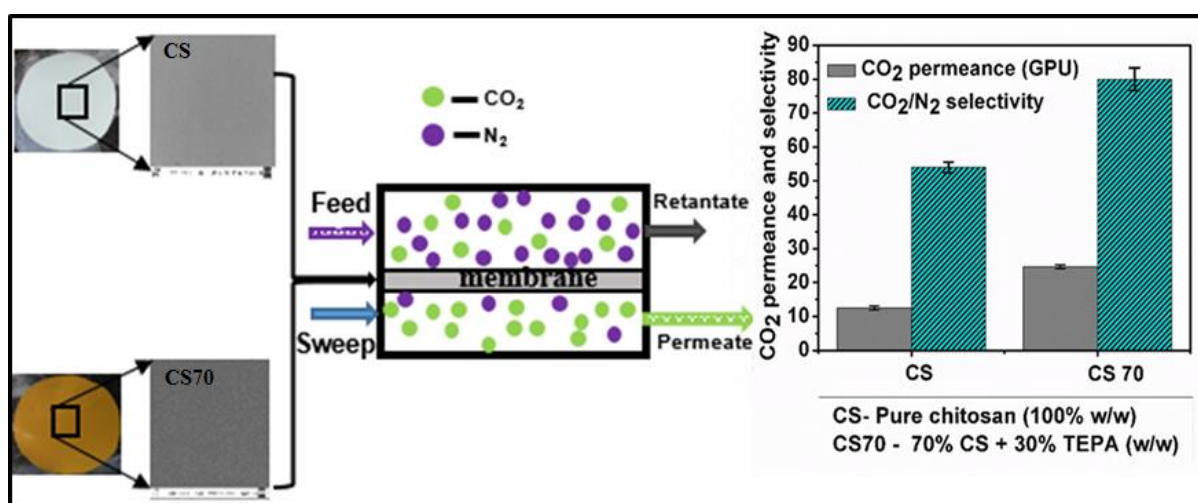 CS
CS70
CO2
N2
Feed
Retantate
membrane
Sweep
Permeate
CO2 permeance and selectivity
90
80
70
60
50
40
30
20
10
0
CO2 permeance (GPU)
CO2/N2 selectivity
CS
CS 70
CS- Pure chitosan (100% w/w)
CS70 - 70% CS + 30% TEPA (w/w)